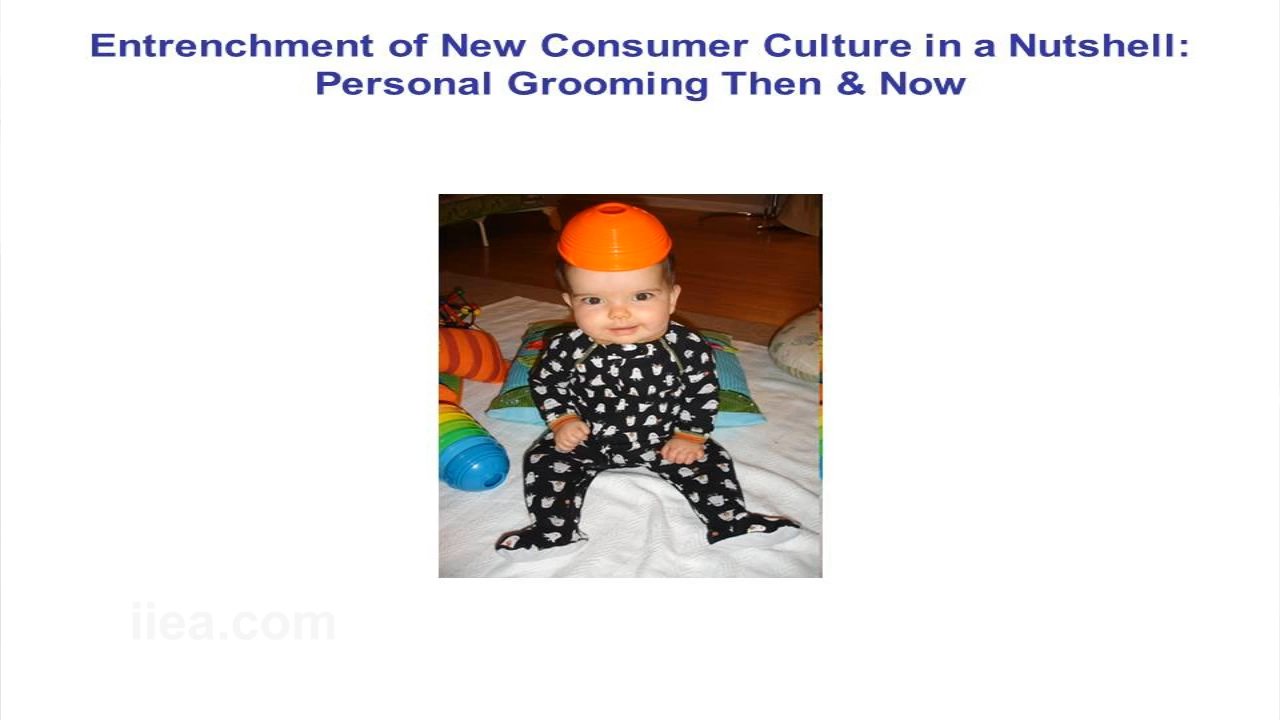 Entrenchment of New Consumer Culture in a Nutshell:
Personal Grooming Then & Now
iiea.com